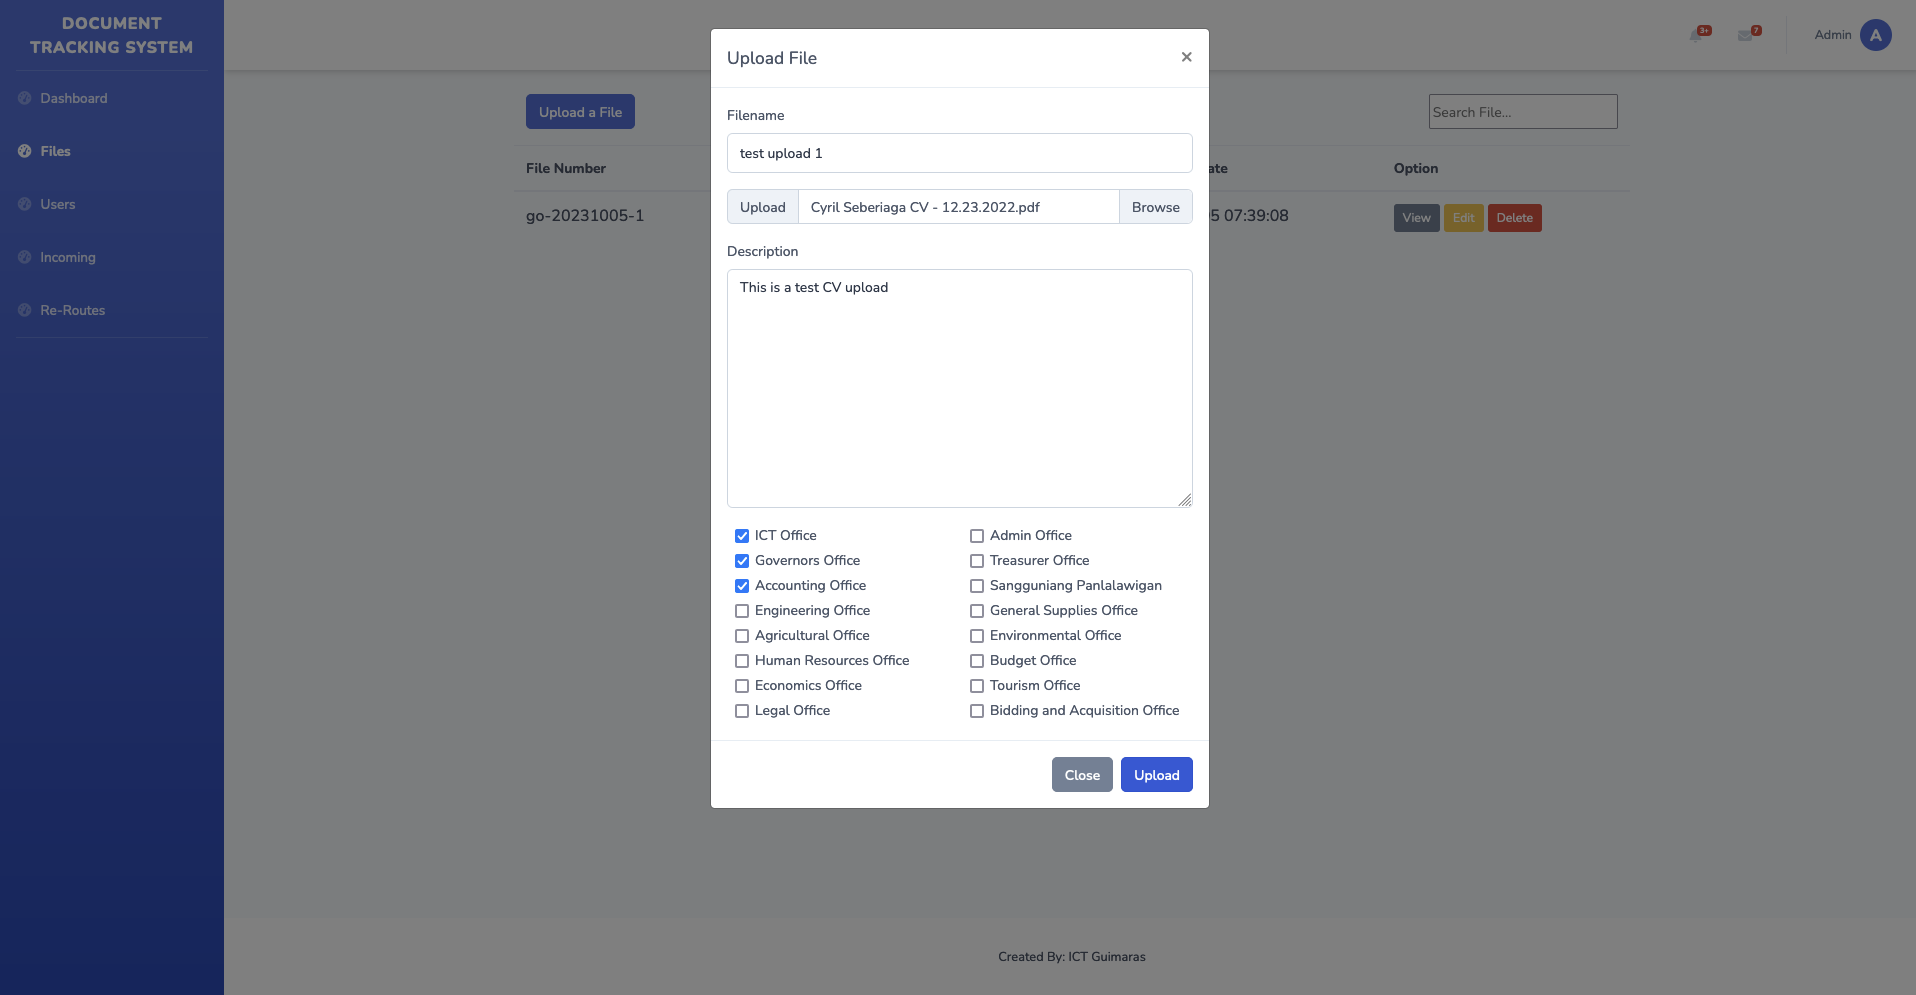 DOCUMENT
TRACKING SYSTEM
Dashboard
Files
Users
Incoming
Re-Routes
3+
7
Admin
A
Upload a File
Search File...
File Number
ate
Option
go-20231005-1
5 07:39:08
View
Edit
Delete
Upload File
×
Filename
test upload 1
Upload
Cyril Seberiaga CV - 12.23.2022.pdf
Browse
Description
This is a test CV upload
ICT Office
Governors Office
Accounting Office
Engineering Office
Agricultural Office
Human Resources Office
Economics Office
Legal Office
Admin Office
Treasurer Office
Sangguniang Panlalawigan
General Supplies Office
Environmental Office
Budget Office
Tourism Office
Bidding and Acquisition Office
Close
Upload
Created By: ICT Guimaras